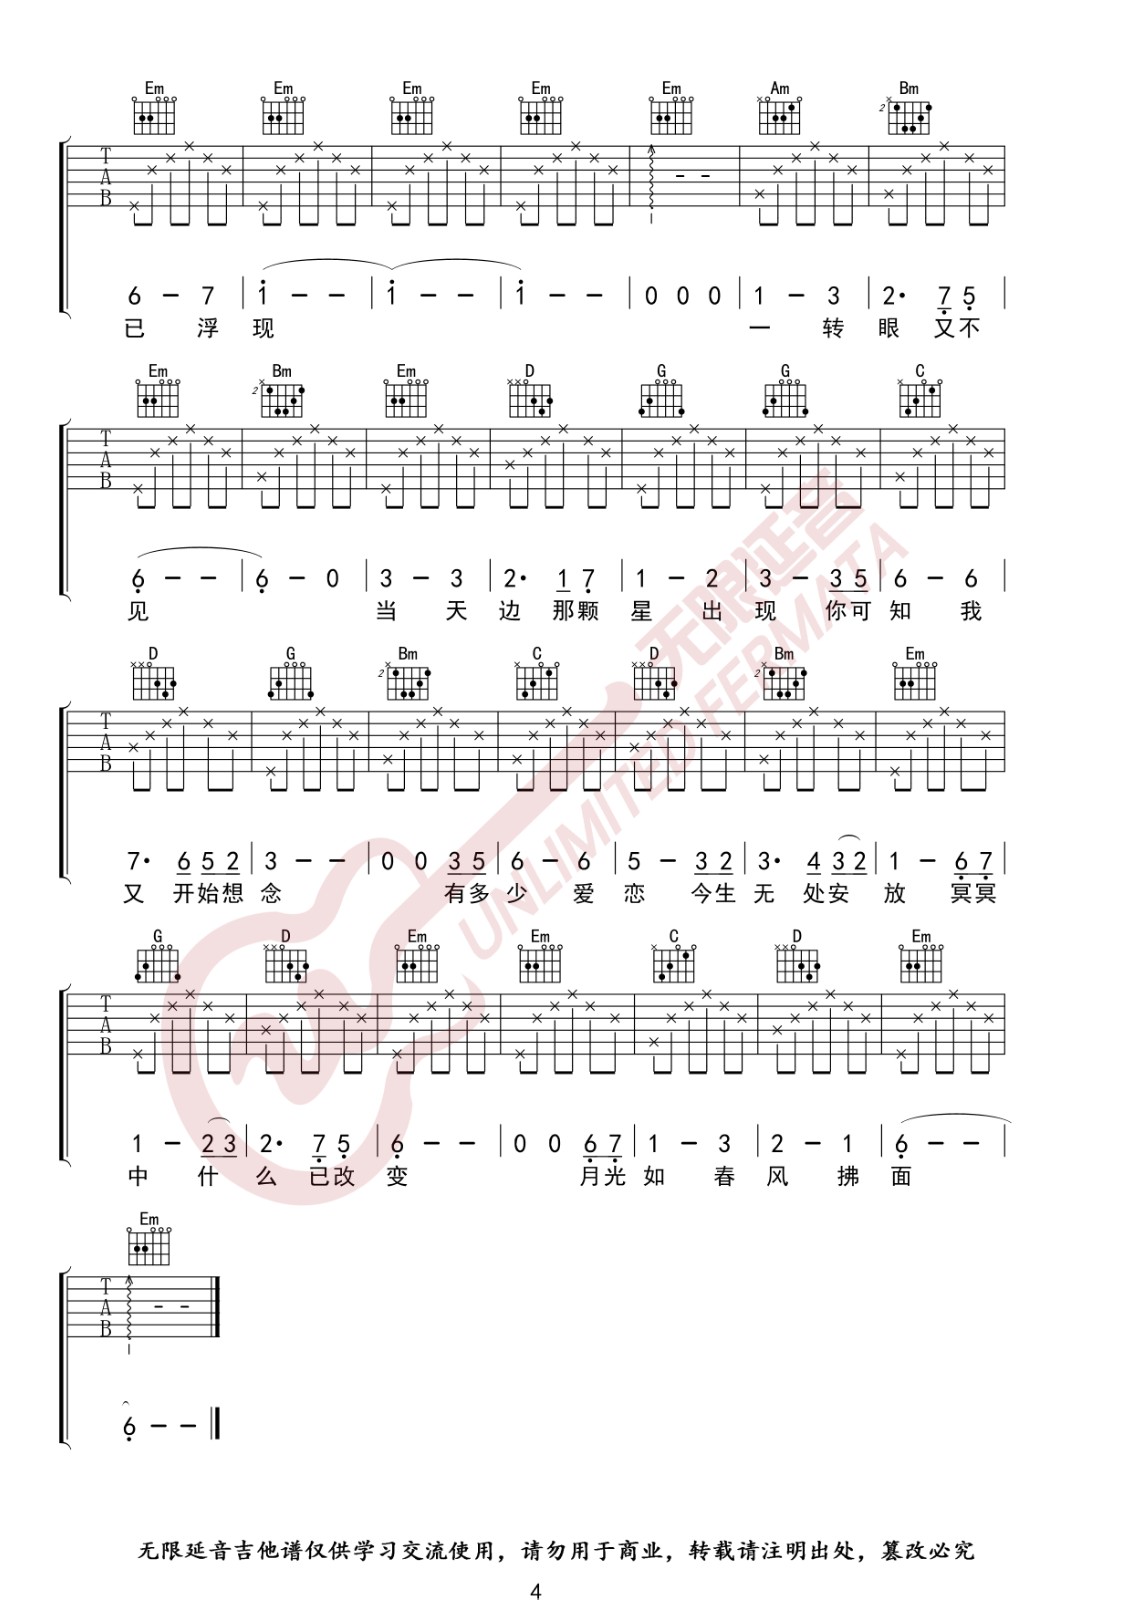 Em Em Em Em Em Am Bm
2
T
A
B
6 – 7 | 1 – – | 1 – – | 1 – – | 0 0 0 | 1 – 3 | 2· 7 5 |
已 浮 现 一 转 眼 又 不
Em Bm Em D G G C
2
T
A
B
6 – – | 6 – 0 | 3 – 3 | 2· 1 7 | 1 – 2 | 3 – 3 5 | 6 – 6
见 当 天 边 那 颗 星 出 现 你 可 知 我
D G Bm C D Bm Em
2 2
T
A
B
7· 6 5 2 | 3 – – | 0 0 3 5 | 6 – 6 | 5 – 3 2 | 3· 4 3 2 | 1 – 6 7 |
又 开 始 想 念 有 多 少 爱 恋 今 生 无 处 安 放 冥 冥
G D Em Em C D Em
T
A
B
1 – 2 3 | 2· 7 5 | 6 – – | 0 0 6 7 | 1 – 3 | 2 – 1 | 6 – – |
中 什 么 已 改 变 月 光 如 春 风 拂 面
Em
T
A
B
6 – –
无限延音
UNLIMITED FERMATA
无限延音吉他谱仅供学习交流使用，请勿用于商业，转载请注明出处，篡改必究
4